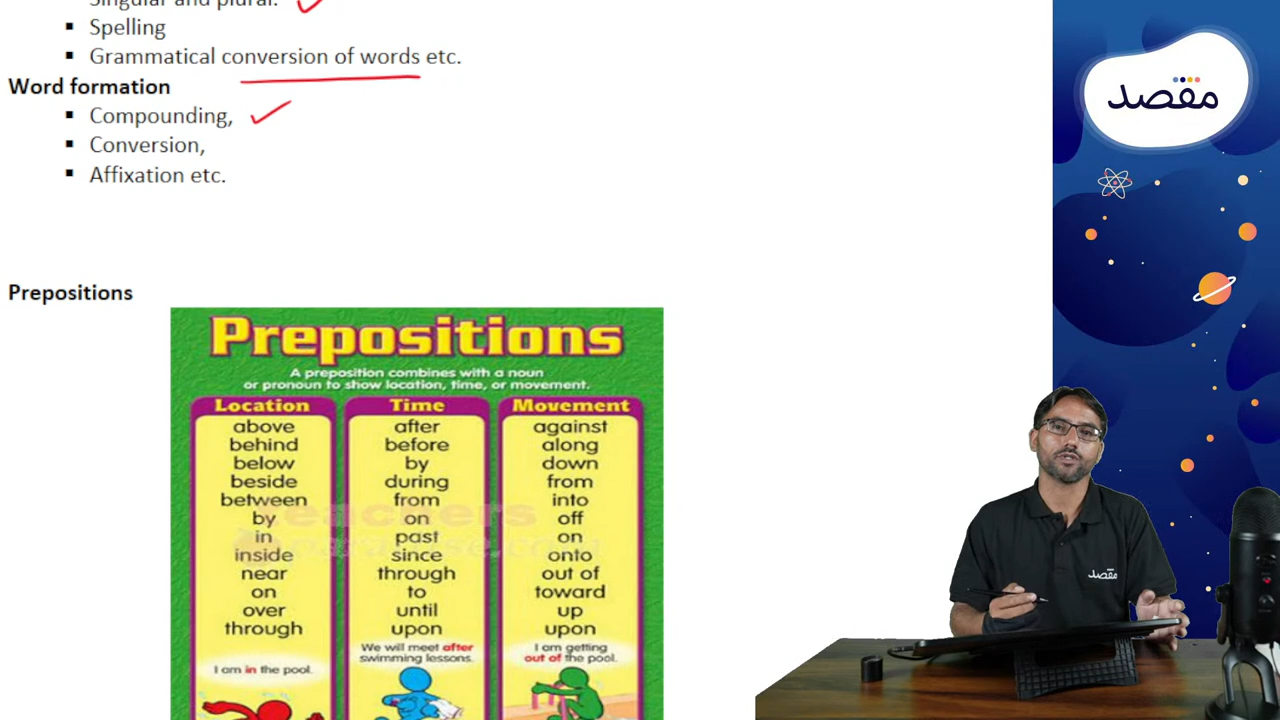 Singular and plural.
▪ Spelling
▪ Grammatical conversion of words etc.
Word formation
▪ Compounding,
▪ Conversion,
▪ Affixation etc.
Prepositions
Prepositions
A preposition combines with a noun
or pronoun to show location, time, or movement.
Location
above
behind
below
beside
between
by
in
inside
near
on
over
through
I am in the pool.
Time
after
before
by
during
from
on
past
since
through
to
until
upon
We will meet after
swimming lessons.
Movement
against
along
down
from
into
off
on
onto
out of
toward
up
upon
I am getting
out of the pool.
مقصد
مقصد